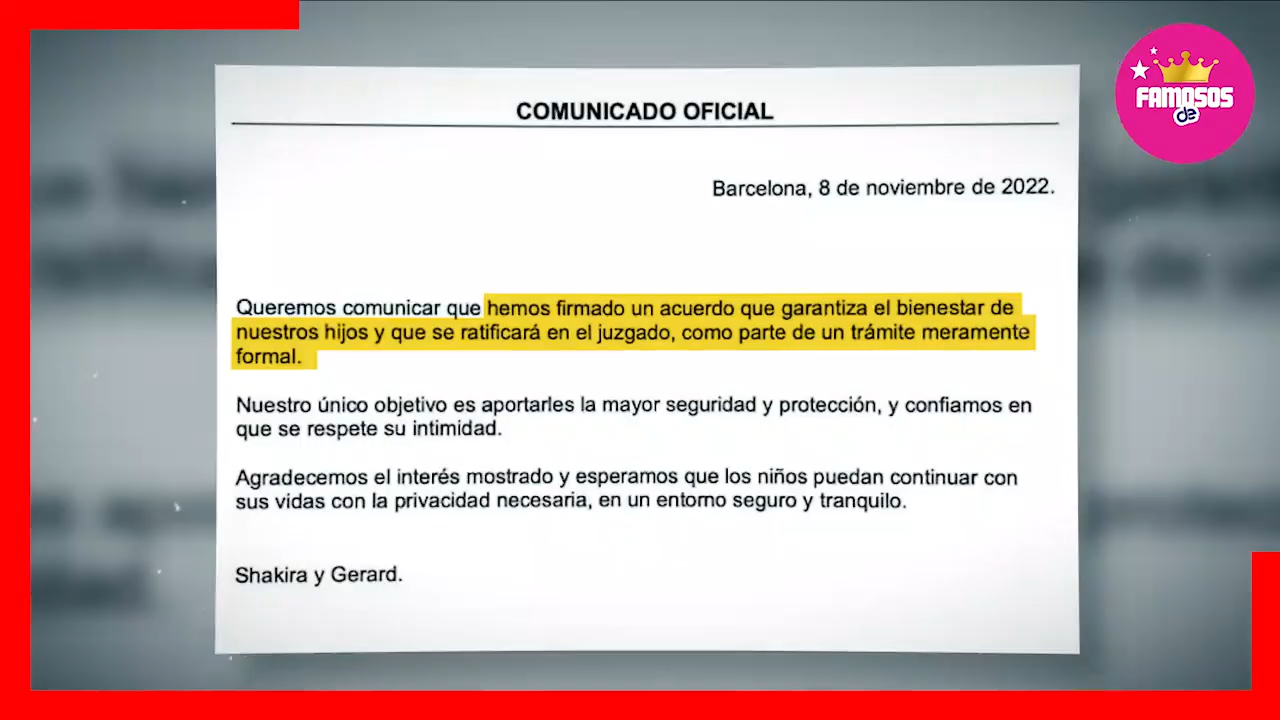 FAMOSOS
de
COMUNICADO OFICIAL
Barcelona, 8 de noviembre de 2022.
Queremos comunicar que hemos firmado un acuerdo que garantiza el bienestar de
nuestros hijos y que se ratificará en el juzgado, como parte de un trámite meramente
formal.
Nuestro único objetivo es aportarles la mayor seguridad y protección, y confiamos en
que se respete su intimidad.
Agradecemos el interés mostrado y esperamos que los niños puedan continuar con
sus vidas con la privacidad necesaria, en un entorno seguro y tranquilo.
Shakira y Gerard.